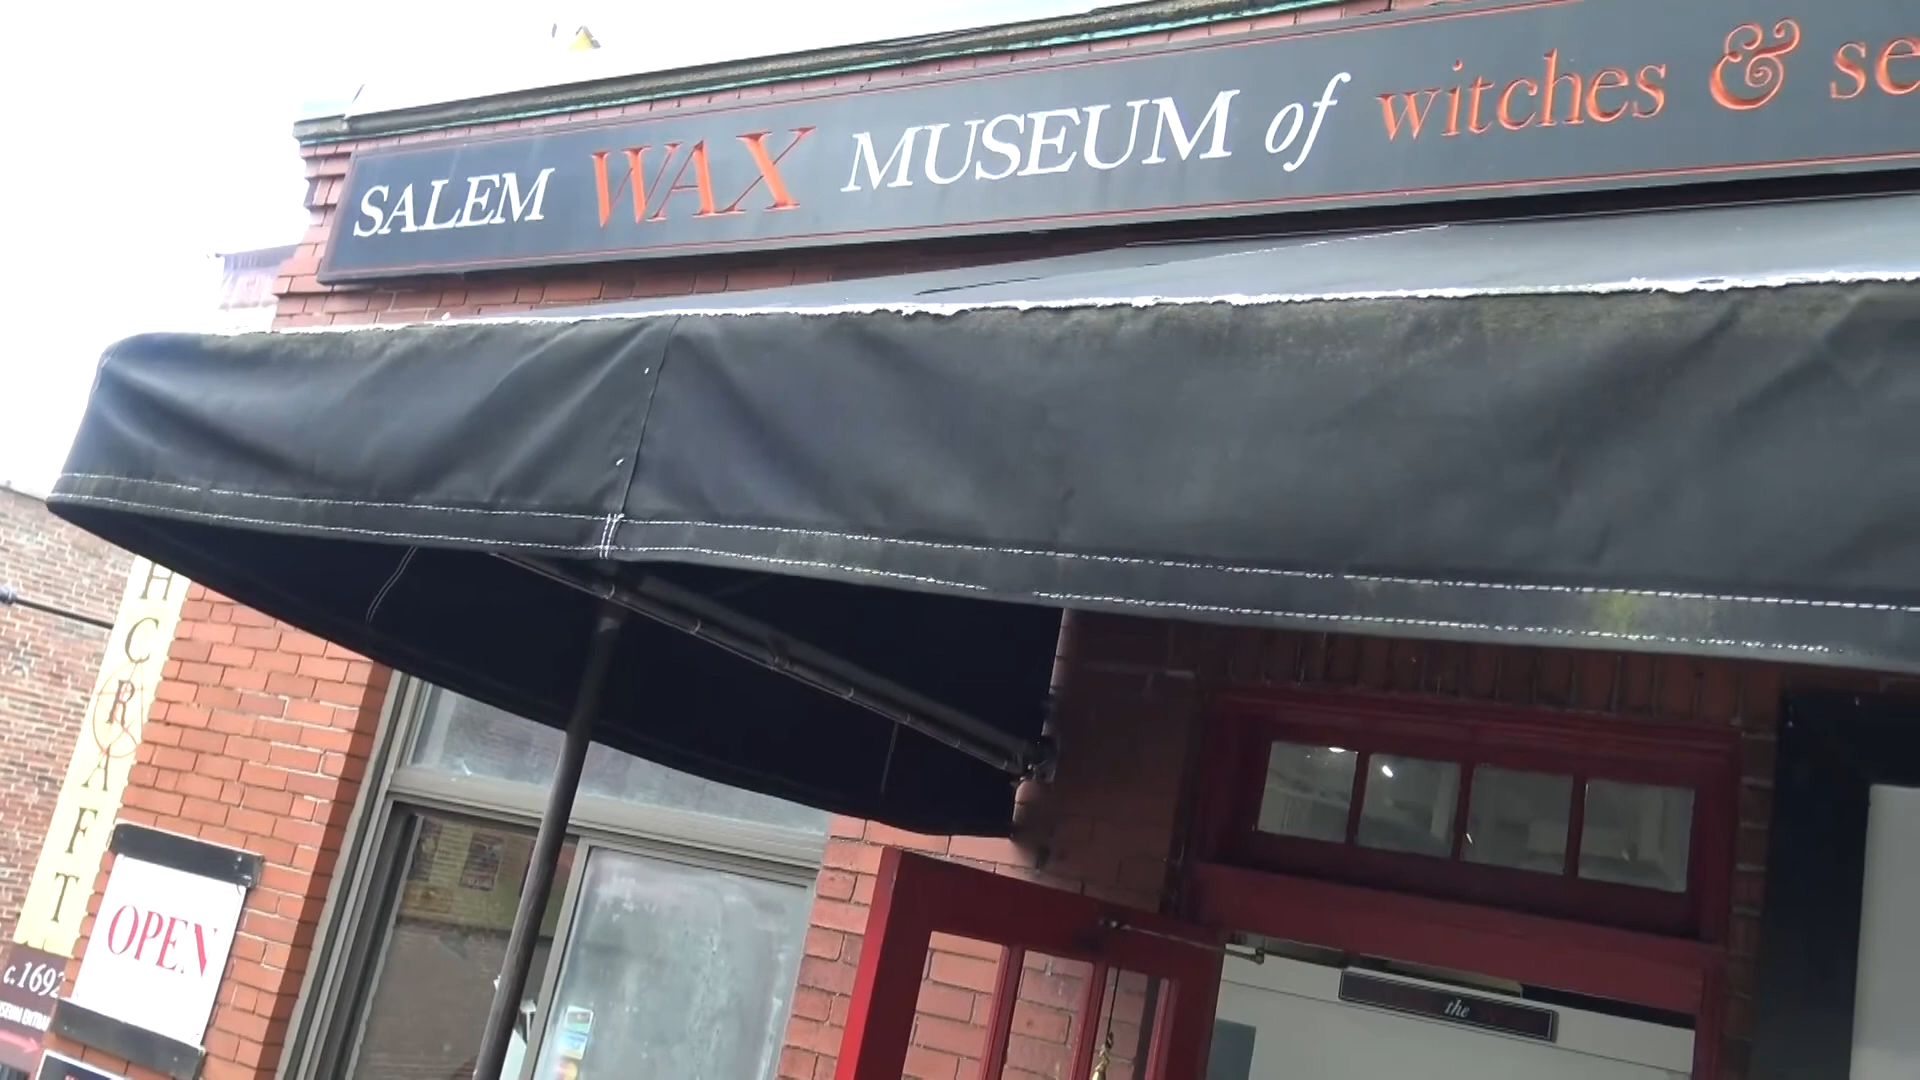 SALEM WAX MUSEUM of witches & se
HCRAFT
OPEN
c.1692
the